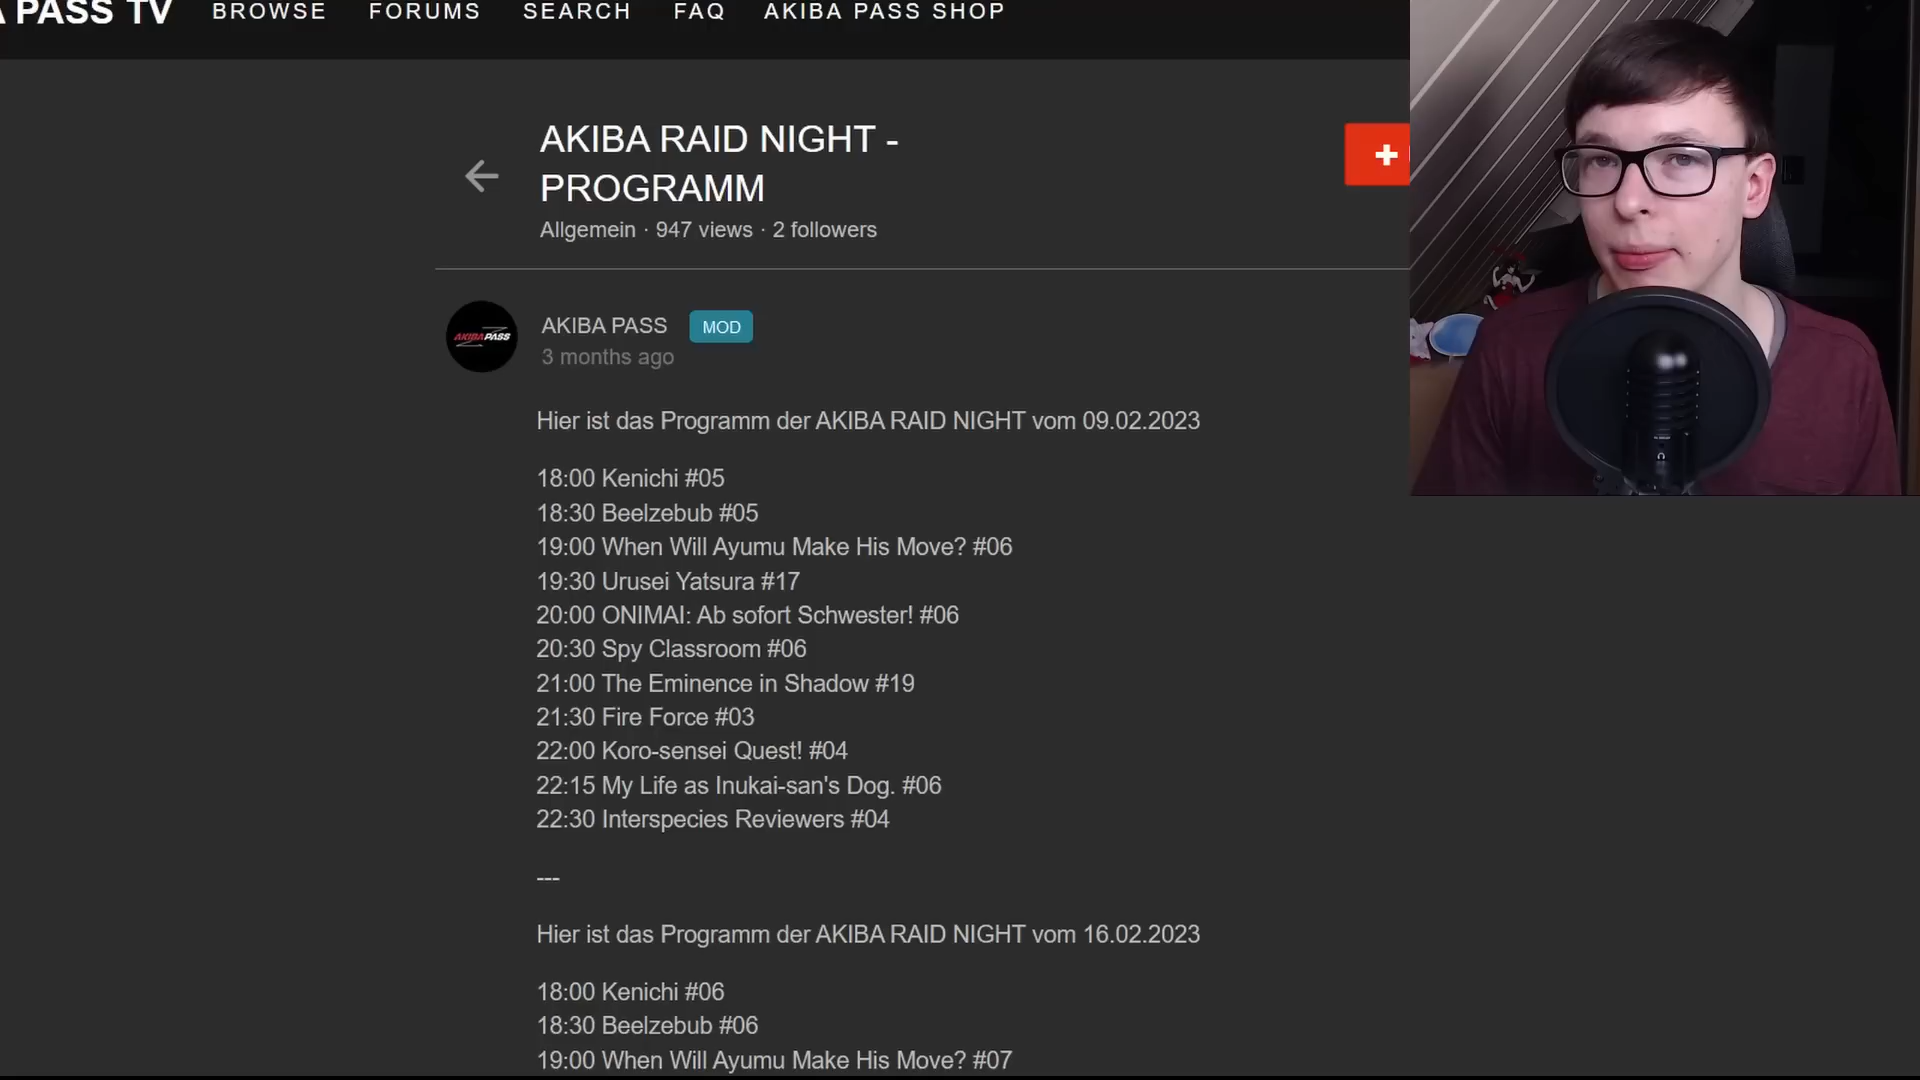 A PASS TV BROWSE FORUMS SEARCH FAQ AKIBA PASS SHOP
AKIBA RAID NIGHT -
PROGRAMM
Allgemein · 947 views · 2 followers
AKIBA PASS
AKIBA PASS MOD
3 months ago
Hier ist das Programm der AKIBA RAID NIGHT vom 09.02.2023
18:00 Kenichi #05
18:30 Beelzebub #05
19:00 When Will Ayumu Make His Move? #06
19:30 Urusei Yatsura #17
20:00 ONIMAI: Ab sofort Schwester! #06
20:30 Spy Classroom #06
21:00 The Eminence in Shadow #19
21:30 Fire Force #03
22:00 Koro-sensei Quest! #04
22:15 My Life as Inukai-san's Dog. #06
22:30 Interspecies Reviewers #04
---
Hier ist das Programm der AKIBA RAID NIGHT vom 16.02.2023
18:00 Kenichi #06
18:30 Beelzebub #06
19:00 When Will Ayumu Make His Move? #07